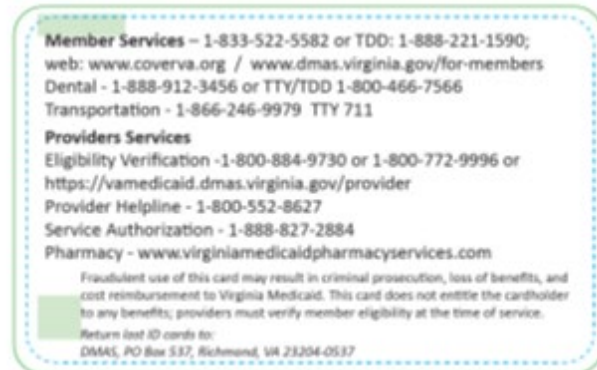 Member Services – 1-833-522-5582 or TDD: 1-888-221-1590;
web: www.coverva.org / www.dmas.virginia.gov/for-members
Dental - 1-888-912-3456 or TTY/TDD 1-800-466-7566
Transportation - 1-866-246-9979 TTY 711
Providers Services
Eligibility Verification -1-800-884-9730 or 1-800-772-9996 or
https://vamedicaid.dmas.virginia.gov/provider
Provider Helpline - 1-800-552-8627
Service Authorization - 1-888-827-2884
Pharmacy - www.virginiamedicaidpharmacyservices.com
Fraudulent use of this card may result in criminal prosecution, loss of benefits, and
cost reimbursement to Virginia Medicaid. This card does not entitle the cardholder
to any benefits; providers must verify member eligibility at the time of service.
Return lost ID cards to:
DMAS, PO Box 537, Richmond, VA 23204-0537